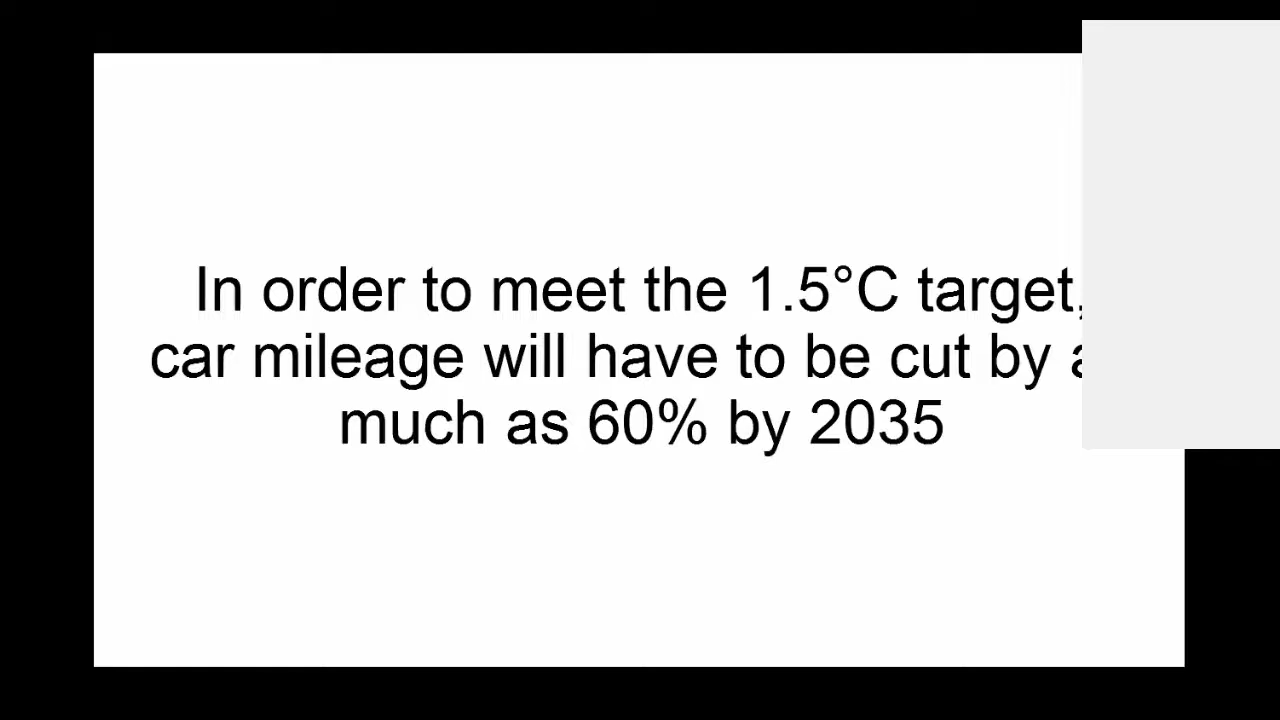 In order to meet the 1.5°C target,
car mileage will have to be cut by
much as 60% by 2035